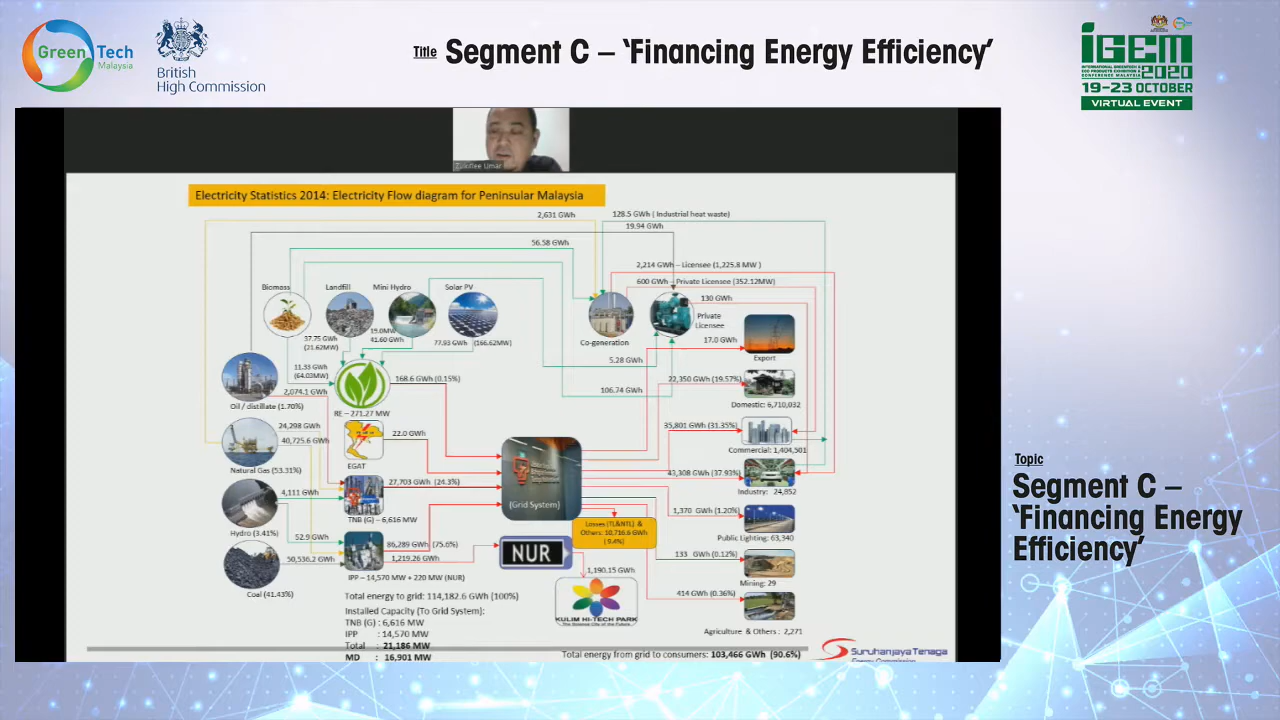 Green Tech
Malaysia
British
High Commission
Title Segment C – ‘Financing Energy Efficiency’
iGEM
INTERNATIONAL GREENTECH &
ECO PRODUCTS EXHIBITION &
CONFERENCE MALAYSIA
2020
19-23 OCTOBER
VIRTUAL EVENT
Zulkiflee Umar
Electricity Statistics 2014: Electricity Flow diagram for Peninsular Malaysia
2,631 GWh
128.5 GWh ( Industrial heat waste)
19.94 GWh
56.58 GWh
2,214 GWh – Licensee (1,225.8 MW )
600 GWh – Private Licensee (352.12MW)
130 GWh
Biomass
Landfill
Mini Hydro
Solar PV
Co-generation
Private
Licensee
17.0 GWh
Export
37.75 GWh
(21.62MW)
19.0MW
41.60 GWh
77.93 GWh
(166.62MW)
11.33 GWh
(64.03MW)
5.28 GWh
106.74 GWh
2,074.1 GWh
Oil / distillate (1.70%)
168.6 GWh (0.15%)
RE – 271.27 MW
22,350 GWh (19.57%)
Domestic: 6,710,032
24,298 GWh
40,725.6 GWh
Natural Gas (53.31%)
22.0 GWh
EGAT
35,801 GWh (31.35%)
Commercial: 1,404,501
4,111 GWh
Hydro (3.41%)
27,703 GWh (24.3%)
TNB (G) – 6,616 MW
(Grid System)
43,308 GWh (37.93%)
Industry: 24,852
1,370 GWh (1.20%)
Public Lighting: 63,340
Losses (TL&NTL) &
Others: 10,716.6 GWh
( 9.4%)
52.9 GWh
50,536.2 GWh
Coal (41.43%)
86,289 GWh (75.6%)
1,219.26 GWh
IPP – 14,570 MW + 220 MW (NUR)
NUR
1,190.15 GWh
KULIM HI-TECH PARK
The Science City of the Future
133 GWh (0.12%)
Mining: 29
414 GWh (0.36%)
Agriculture & Others : 2,271
Total energy to grid: 114,182.6 GWh (100%)
Installed Capacity (To Grid System):
TNB (G) : 6,616 MW
IPP : 14,570 MW
Total : 21,186 MW
MD : 16,901 MW
Total energy from grid to consumers: 103,466 GWh (90.6%)
Suruhanjaya Tenaga
Energy Commission
Topic
Segment C –
‘Financing Energy
Efficiency’